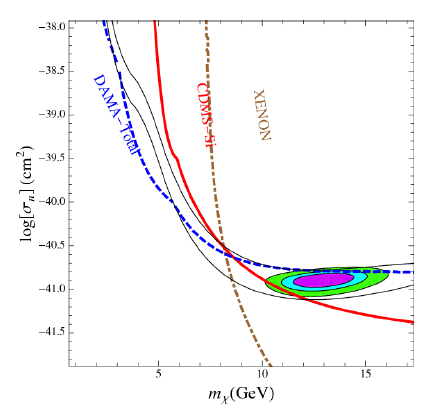 -38.0
-38.5
-39.0
-39.5
-40.0
-40.5
-41.0
-41.5
log[σn] (cm²)
DAMA-Total
CDMS-Si
XENON
5
10
15
mχ(GeV)